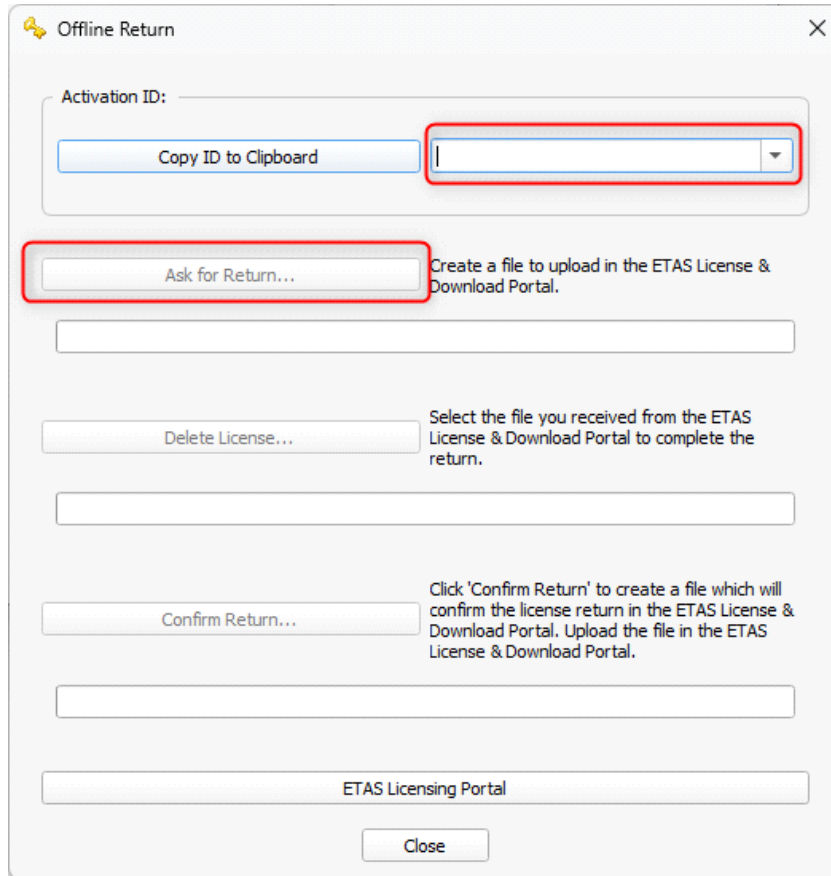 Offline Return
Activation ID:
Copy ID to Clipboard
Ask for Return...
Create a file to upload in the ETAS License &
Download Portal.
Delete License...
Select the file you received from the ETAS
License & Download Portal to complete the
return.
Confirm Return...
Click 'Confirm Return' to create a file which will
confirm the license return in the ETAS License &
Download Portal. Upload the file in the ETAS
License & Download Portal.
ETAS Licensing Portal
Close